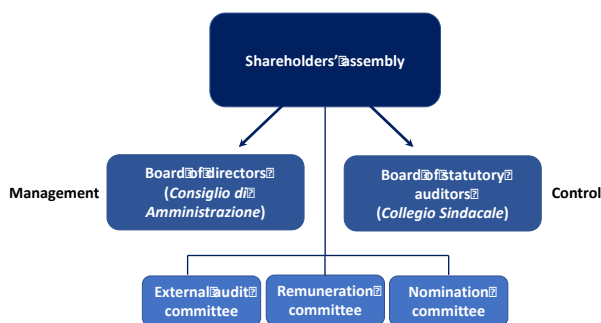 Shareholders' assembly
Management
Board of directors
(Consiglio di
Amministrazione)
Board of statutory
auditors
(Collegio Sindacale)
Control
External audit
committee
Remuneration
committee
Nomination
committee